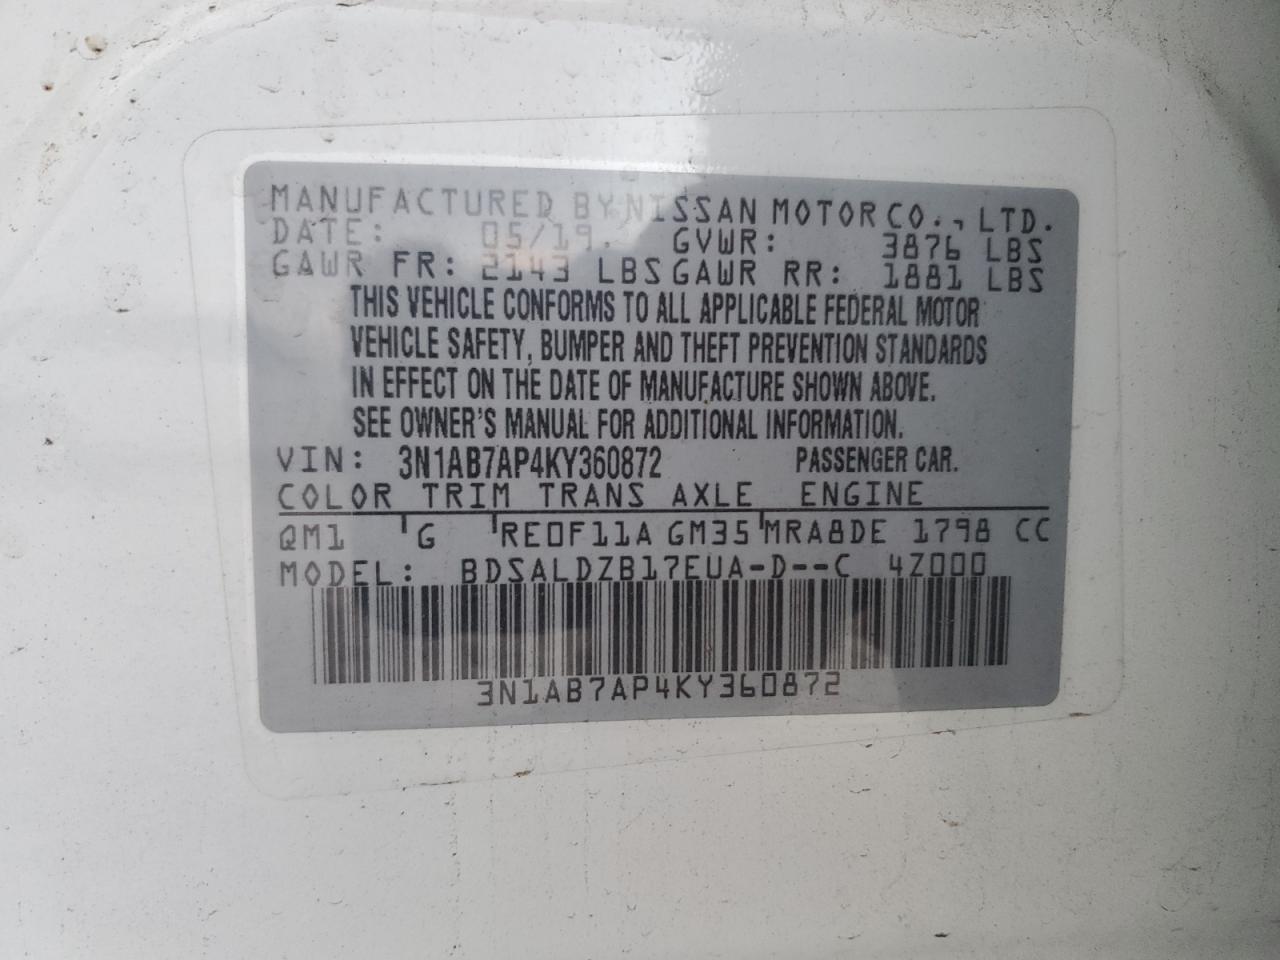 MANUFACTURED BY NISSAN MOTOR CO., LTD.
DATE: 05/19. GVWR: 3876 LBS
GAWR FR: 2143 LBS GAWR RR: 1881 LBS
THIS VEHICLE CONFORMS TO ALL APPLICABLE FEDERAL MOTOR
VEHICLE SAFETY, BUMPER AND THEFT PREVENTION STANDARDS
IN EFFECT ON THE DATE OF MANUFACTURE SHOWN ABOVE.
SEE OWNER'S MANUAL FOR ADDITIONAL INFORMATION.
VIN: 3N1AB7AP4KY360872 PASSENGER CAR.
COLOR TRIM TRANS AXLE ENGINE
QM1 G RE0F11A GM35 MRA8DE 1798 CC
MODEL: BDSALDZB17EUA-D--C 4Z000
3N1AB7AP4KY360872